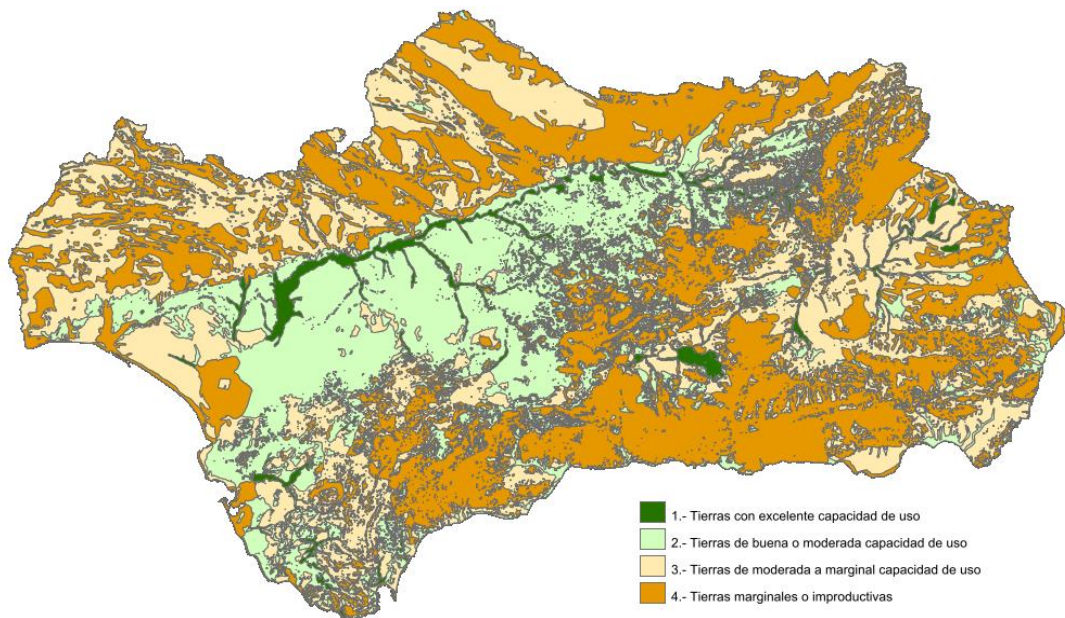 1.- Tierras con excelente capacidad de uso
2.- Tierras de buena o moderada capacidad de uso
3.- Tierras de moderada a marginal capacidad de uso
4.- Tierras marginales o improductivas